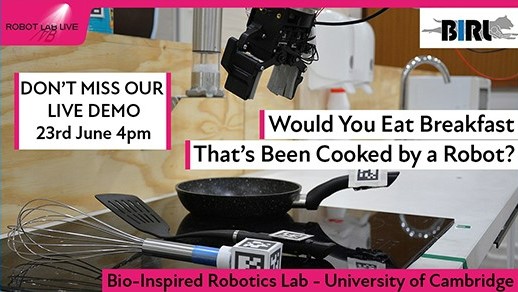 ROBOT LAB LIVE
BIRL
DON'T MISS OUR
LIVE DEMO
23rd June 4pm
Would You Eat Breakfast
That's Been Cooked by a Robot?
Bio-Inspired Robotics Lab - University of Cambridge